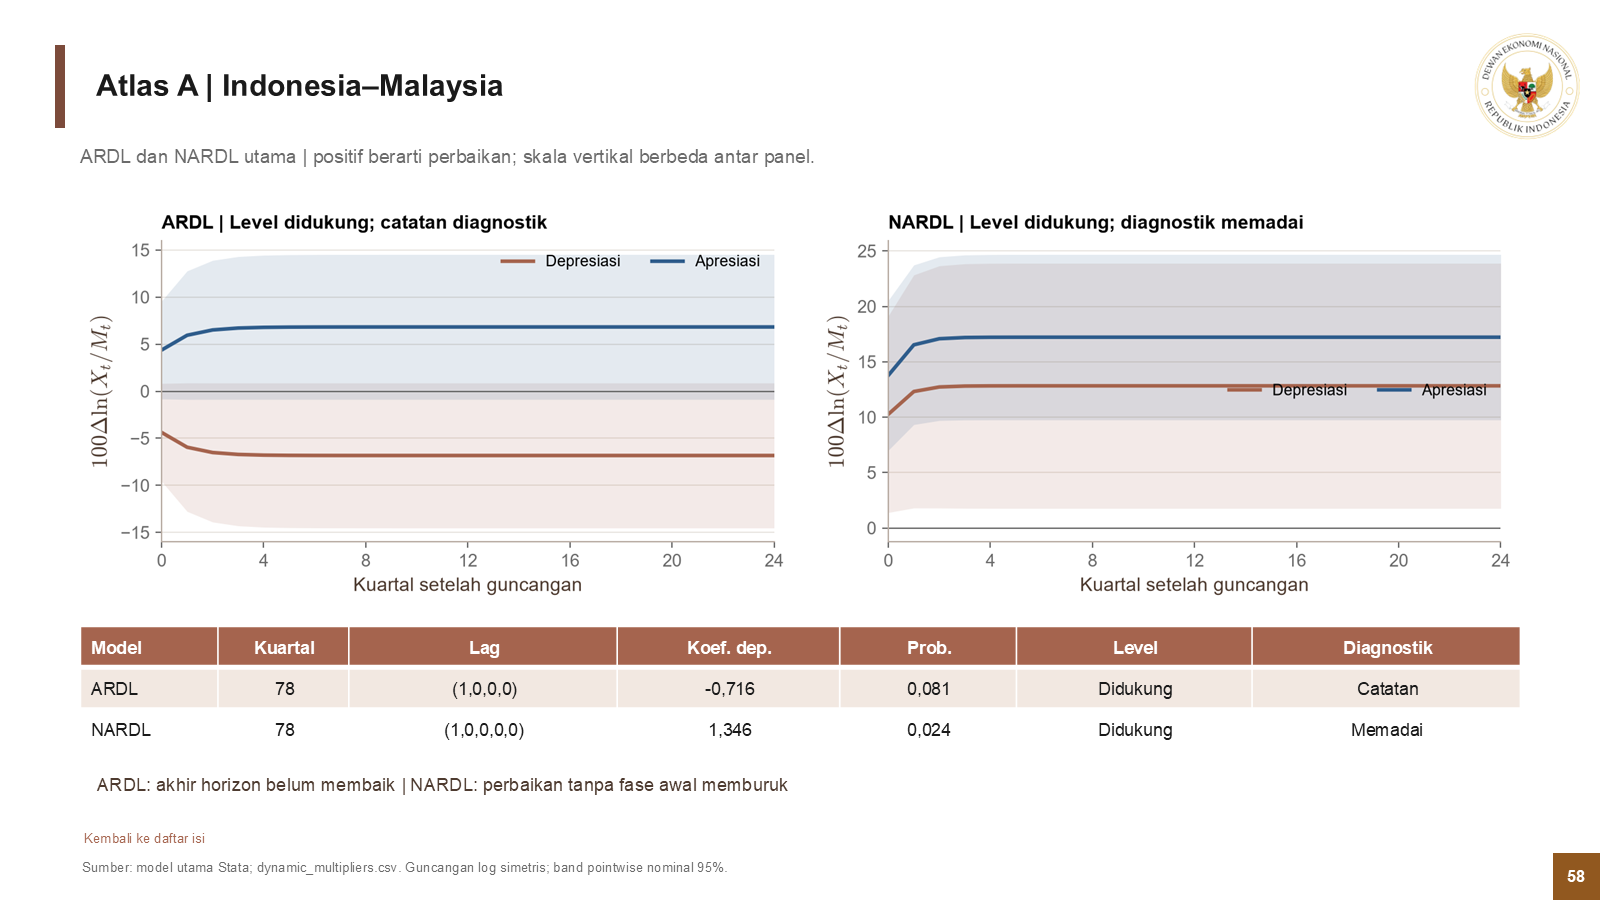 Atlas A | Indonesia–Malaysia
DEWAN EKONOMI NASIONAL
REPUBLIK INDONESIA
ARDL dan NARDL utama | positif berarti perbaikan; skala vertikal berbeda antar panel.
ARDL | Level didukung; catatan diagnostik
Depresiasi Apresiasi
15
10
5
0
−5
−10
−15
100Δln(Xₜ/Mₜ)
0 4 8 12 16 20 24
Kuartal setelah guncangan
NARDL | Level didukung; diagnostik memadai
25
20
15
10
5
0
100Δln(Xₜ/Mₜ)
Depresiasi Apresiasi
0 4 8 12 16 20 24
Kuartal setelah guncangan
Model Kuartal Lag Koef. dep. Prob. Level Diagnostik
ARDL 78 (1,0,0,0) -0,716 0,081 Didukung Catatan
NARDL 78 (1,0,0,0,0) 1,346 0,024 Didukung Memadai
ARDL: akhir horizon belum membaik | NARDL: perbaikan tanpa fase awal memburuk
Kembali ke daftar isi
Sumber: model utama Stata; dynamic_multipliers.csv. Guncangan log simetris; band pointwise nominal 95%.
58